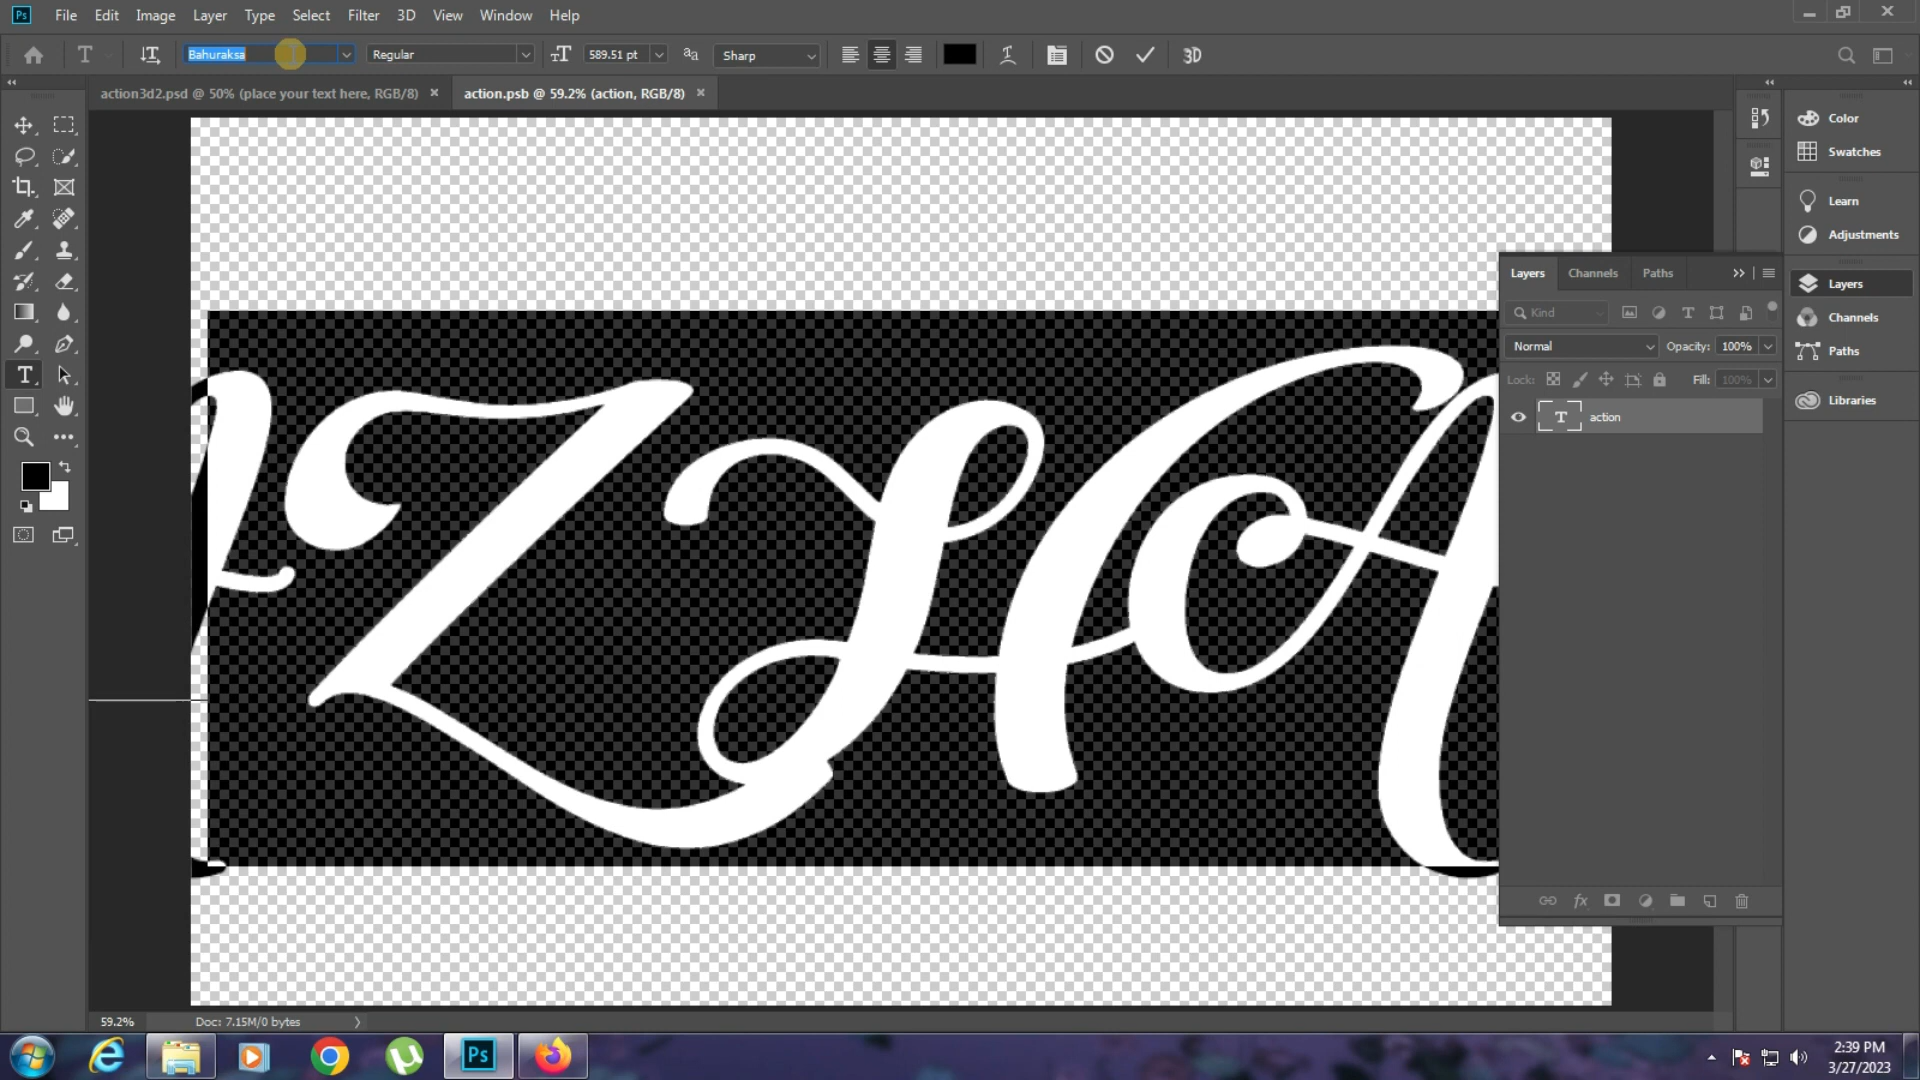 Ps File Edit Image Layer Type Select Filter 3D View Window Help
Bahuraksa Regular 589.51 pt Sharp 3D
action3d2.psd @ 50% (place your text here, RGB/8) action.psb @ 59.2% (action, RGB/8)
Color
Swatches
Learn
Adjustments
Layers
Channels
Paths
Libraries
Layers Channels Paths
Kind
Normal Opacity: 100%
Lock: Fill: 100%
T action
59.2% Doc: 7.15M/0 bytes
Ps
2:39 PM
3/27/2023